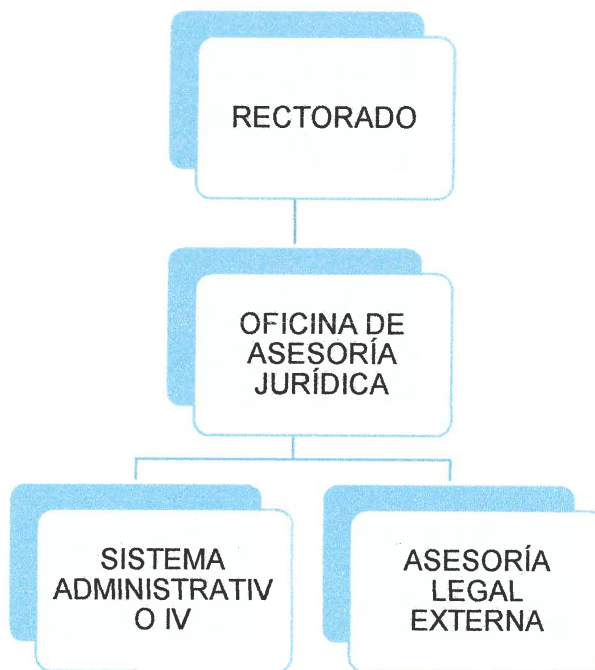 RECTORADO
OFICINA DE
ASESORÍA
JURÍDICA
SISTEMA
ADMINISTRATIV
O IV
ASESORÍA
LEGAL
EXTERNA